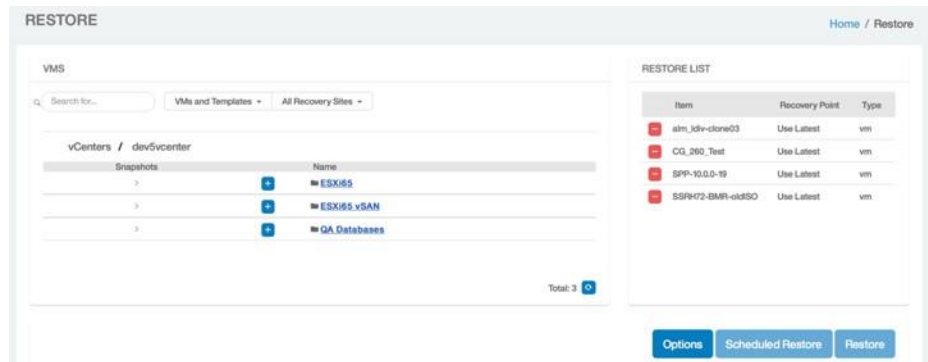 RESTORE
Home / Restore
VMS
Search for...
VMs and Templates
All Recovery Sites
vCenters / dev5vcenter
Snapshots Name
ESXi65
ESXi65 vSAN
QA Databases
Total: 3
RESTORE LIST
Item Recovery Point Type
alm_ldiv-clone03 Use Latest vm
CG_260_Test Use Latest vm
SPP-10.0.0-19 Use Latest vm
SSRH72-BMR-oldISO Use Latest vm
Options Scheduled Restore Restore